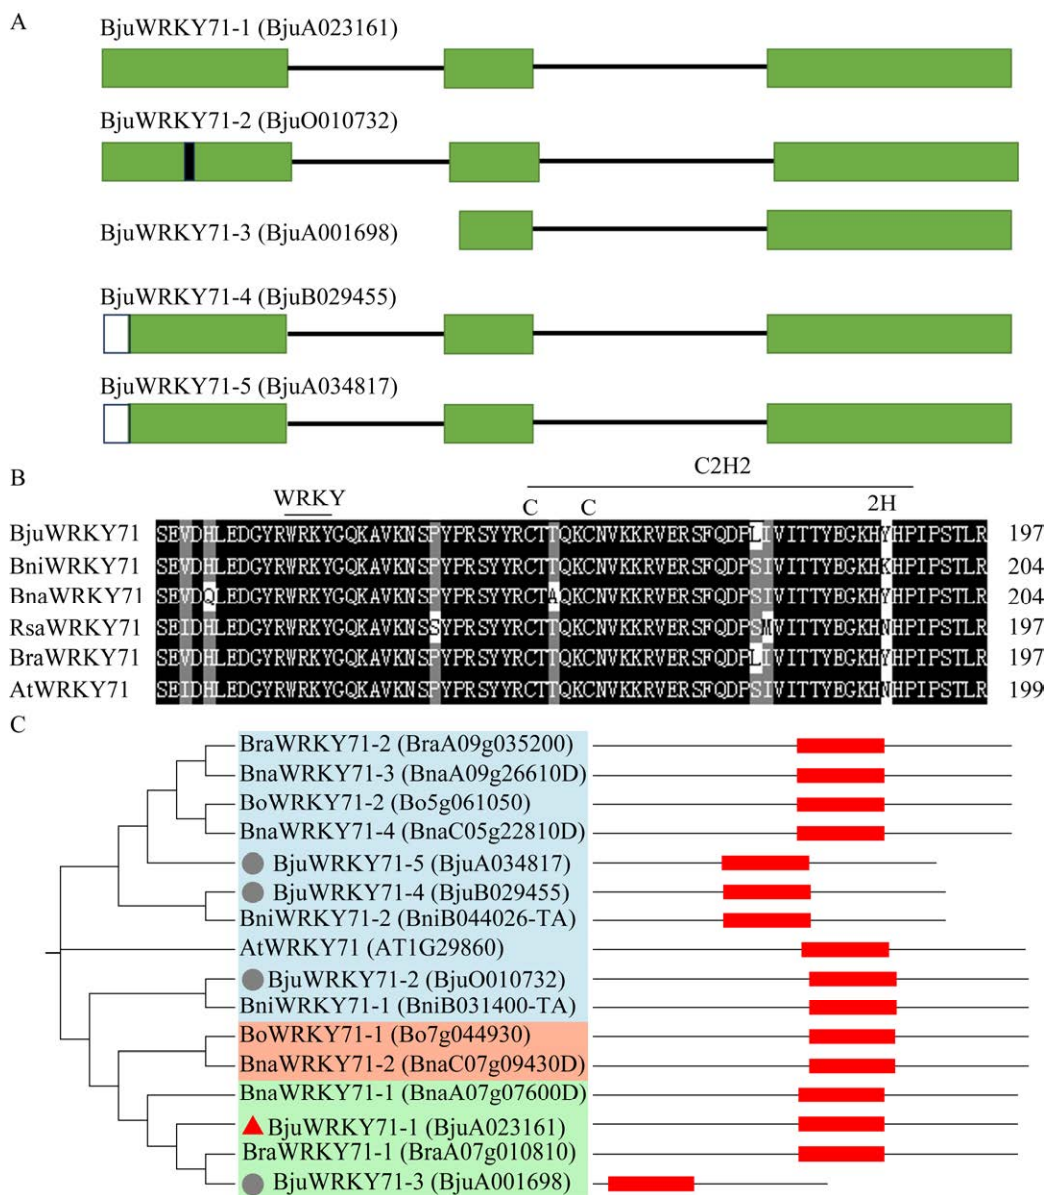 A
BjuWRKY71-1 (BjuA023161)
BjuWRKY71-2 (BjuO010732)
BjuWRKY71-3 (BjuA001698)
BjuWRKY71-4 (BjuB029455)
BjuWRKY71-5 (BjuA034817)
B
C2H2
WRKY C C 2H
BjuWRKY71 SEVDHLEDGYRWRKYGQKAVKNSPYPRSYYRCTTQKCNVKKRVERSFQDPLIVITTYEGKHYHPIPSTLR 197
BniWRKY71 SEVDHLEDGYRWRKYGQKAVKNSPYPRSYYRCTTQKCNVKKRVERSFQDPSIVITTYEGKHKHPIPSTLR 204
BnaWRKY71 SEVDQLEDGYRWRKYGQKAVKNSPYPRSYYRCTAQKCNVKKRVERSFQDPSIVITTYEGKHYHPIPSTLR 204
RsaWRKY71 SEIDHLEDGYRWRKYGQKAVKNSSYPRSYYRCTTQKCNVKKRVERSFQDPSMVITTYEGKHNHPIPSTLR 197
BraWRKY71 SEVDHLEDGYRWRKYGQKAVKNSPYPRSYYRCTTQKCNVKKRVERSFQDPLIVITTYEGKHYHPIPSTLR 197
AtWRKY71 SEIDHLEDGYRWRKYGQKAVKNSPYPRSYYRCTTQKCNVKKRVERSFQDPSIVITTYEGKHNHPIPSTLR 199
C
BraWRKY71-2 (BraA09g035200)
BnaWRKY71-3 (BnaA09g26610D)
BoWRKY71-2 (Bo5g061050)
BnaWRKY71-4 (BnaC05g22810D)
BjuWRKY71-5 (BjuA034817)
BjuWRKY71-4 (BjuB029455)
BniWRKY71-2 (BniB044026-TA)
AtWRKY71 (AT1G29860)
BjuWRKY71-2 (BjuO010732)
BniWRKY71-1 (BniB031400-TA)
BoWRKY71-1 (Bo7g044930)
BnaWRKY71-2 (BnaC07g09430D)
BnaWRKY71-1 (BnaA07g07600D)
BjuWRKY71-1 (BjuA023161)
BraWRKY71-1 (BraA07g010810)
BjuWRKY71-3 (BjuA001698)